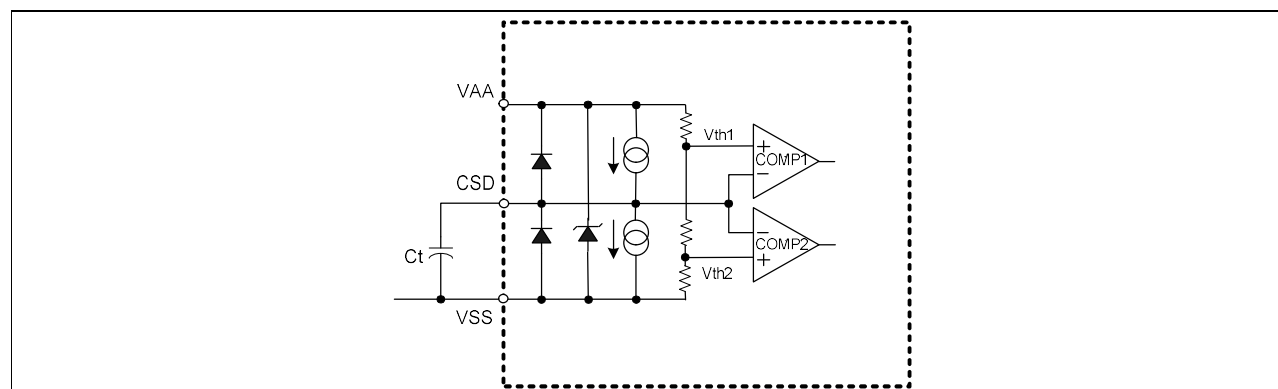 VAA
Vth1
+
COMP1
−
CSD
−
COMP2
+
Ct
Vth2
VSS